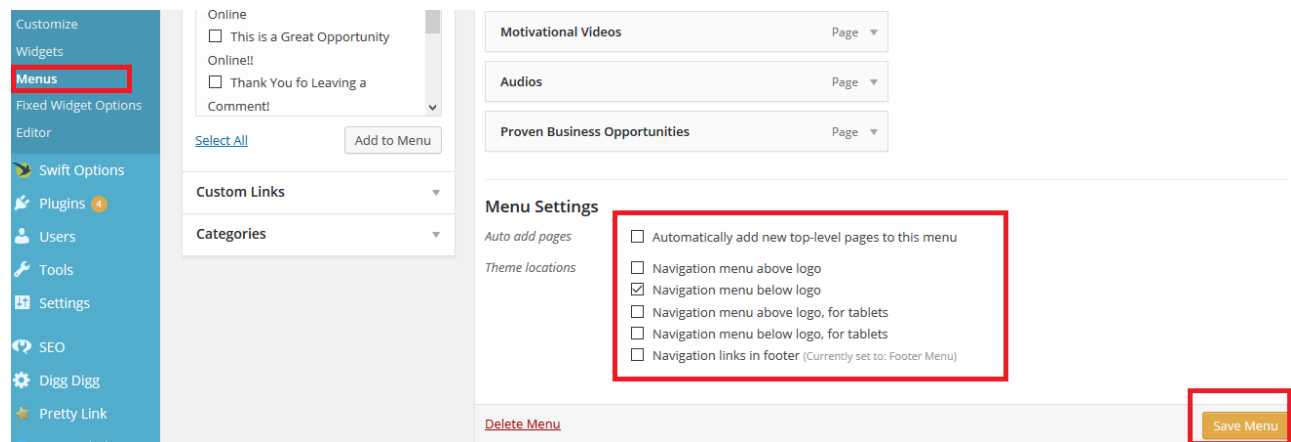 Customize
Widgets
Menus
Fixed Widget Options
Editor
Swift Options
Plugins 4
Users
Tools
Settings
SEO
Digg Digg
Pretty Link
Online
This is a Great Opportunity
Online!!
Thank You fo Leaving a
Comment!
Select All
Add to Menu
Custom Links
Categories
Motivational Videos Page
Audios Page
Proven Business Opportunities Page
Menu Settings
Auto add pages Automatically add new top-level pages to this menu
Theme locations Navigation menu above logo
Navigation menu below logo
Navigation menu above logo, for tablets
Navigation menu below logo, for tablets
Navigation links in footer (Currently set to: Footer Menu)
Delete Menu Save Menu